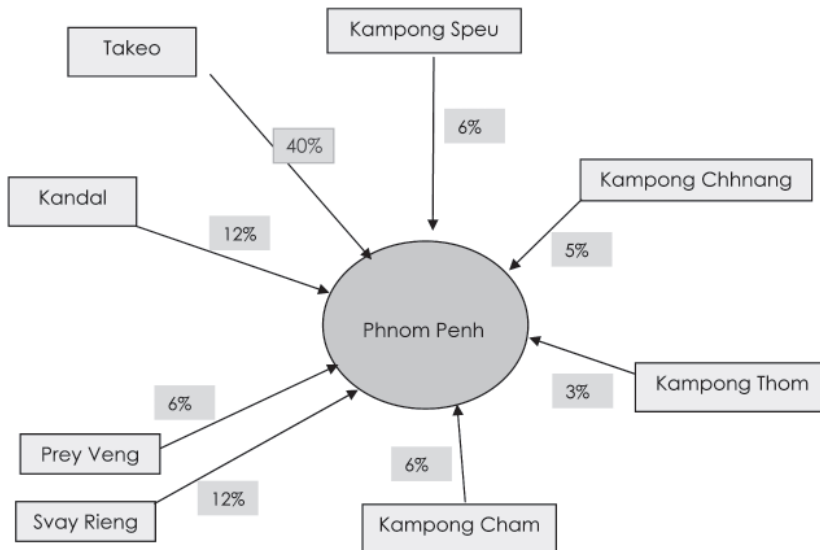 Kampong Speu
Takeo
6%
40%
Kampong Chhnang
Kandal
12%
5%
Phnom Penh
Kampong Thom
3%
6%
Prey Veng
6%
12%
Kampong Cham
Svay Rieng